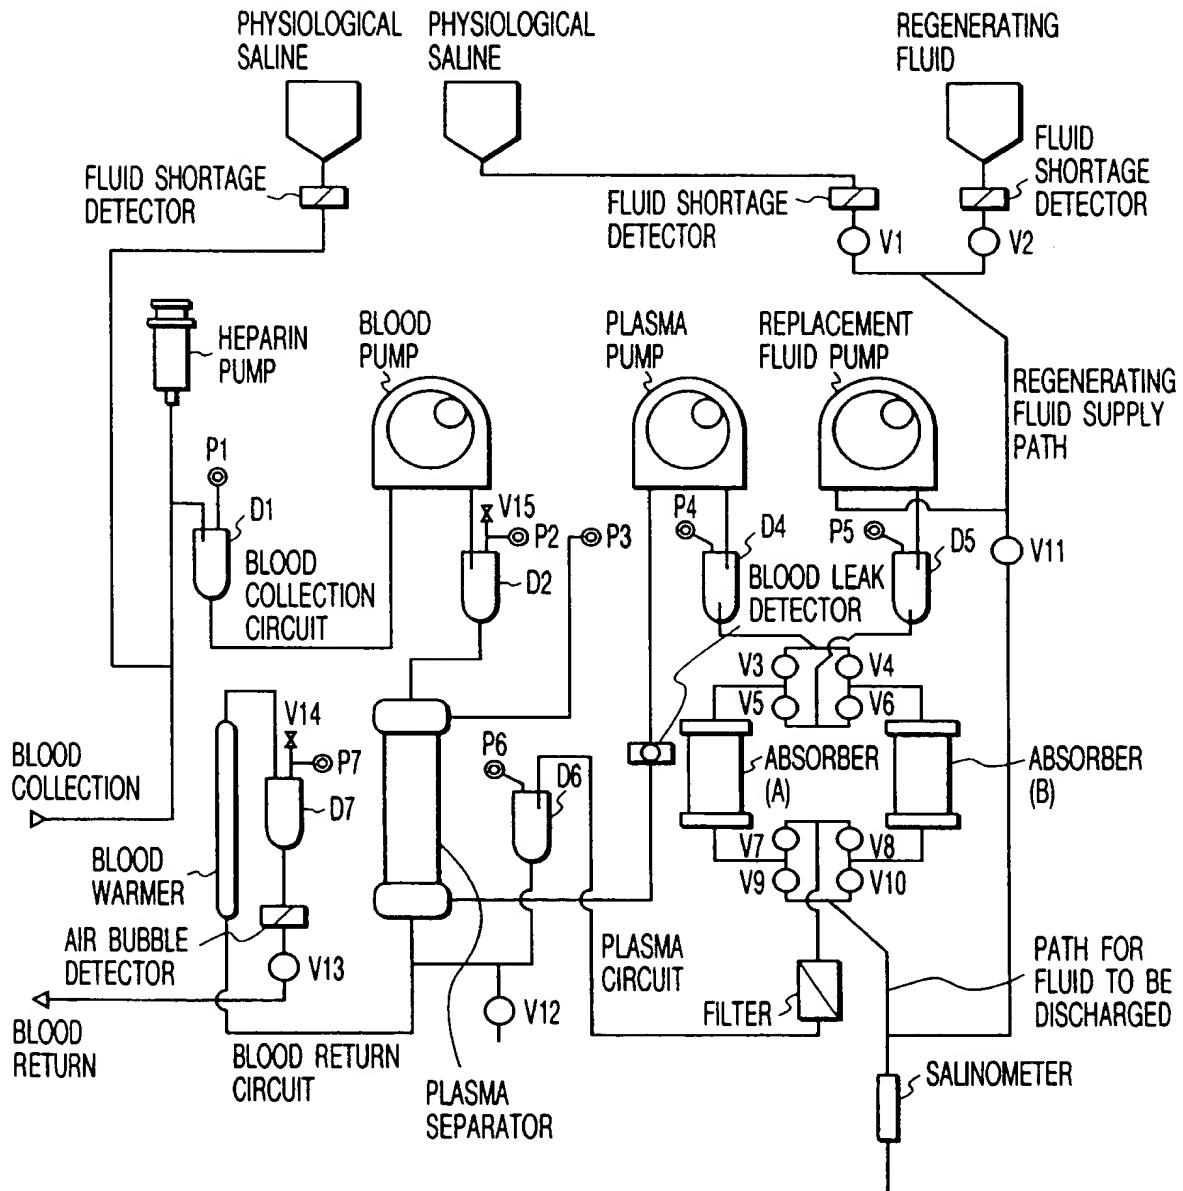 PHYSIOLOGICAL
SALINE
PHYSIOLOGICAL
SALINE
REGENERATING
FLUID
FLUID SHORTAGE
DETECTOR
FLUID SHORTAGE
DETECTOR
FLUID
SHORTAGE
DETECTOR
V1
V2
HEPARIN
PUMP
BLOOD
PUMP
PLASMA
PUMP
REPLACEMENT
FLUID PUMP
REGENERATING
FLUID SUPPLY
PATH
P1
D1
BLOOD
COLLECTION
CIRCUIT
V15
P2
P3
D2
P4
D4
P5
D5
V11
BLOOD LEAK
DETECTOR
V3
V4
V5
V6
V14
P7
D7
P6
D6
ABSORBER
(A)
ABSORBER
(B)
BLOOD
COLLECTION
BLOOD
WARMER
V7
V8
V9
V10
AIR BUBBLE
DETECTOR
V13
V12
PLASMA
CIRCUIT
FILTER
PATH FOR
FLUID TO BE
DISCHARGED
BLOOD
RETURN
BLOOD RETURN
CIRCUIT
PLASMA
SEPARATOR
SALINOMETER